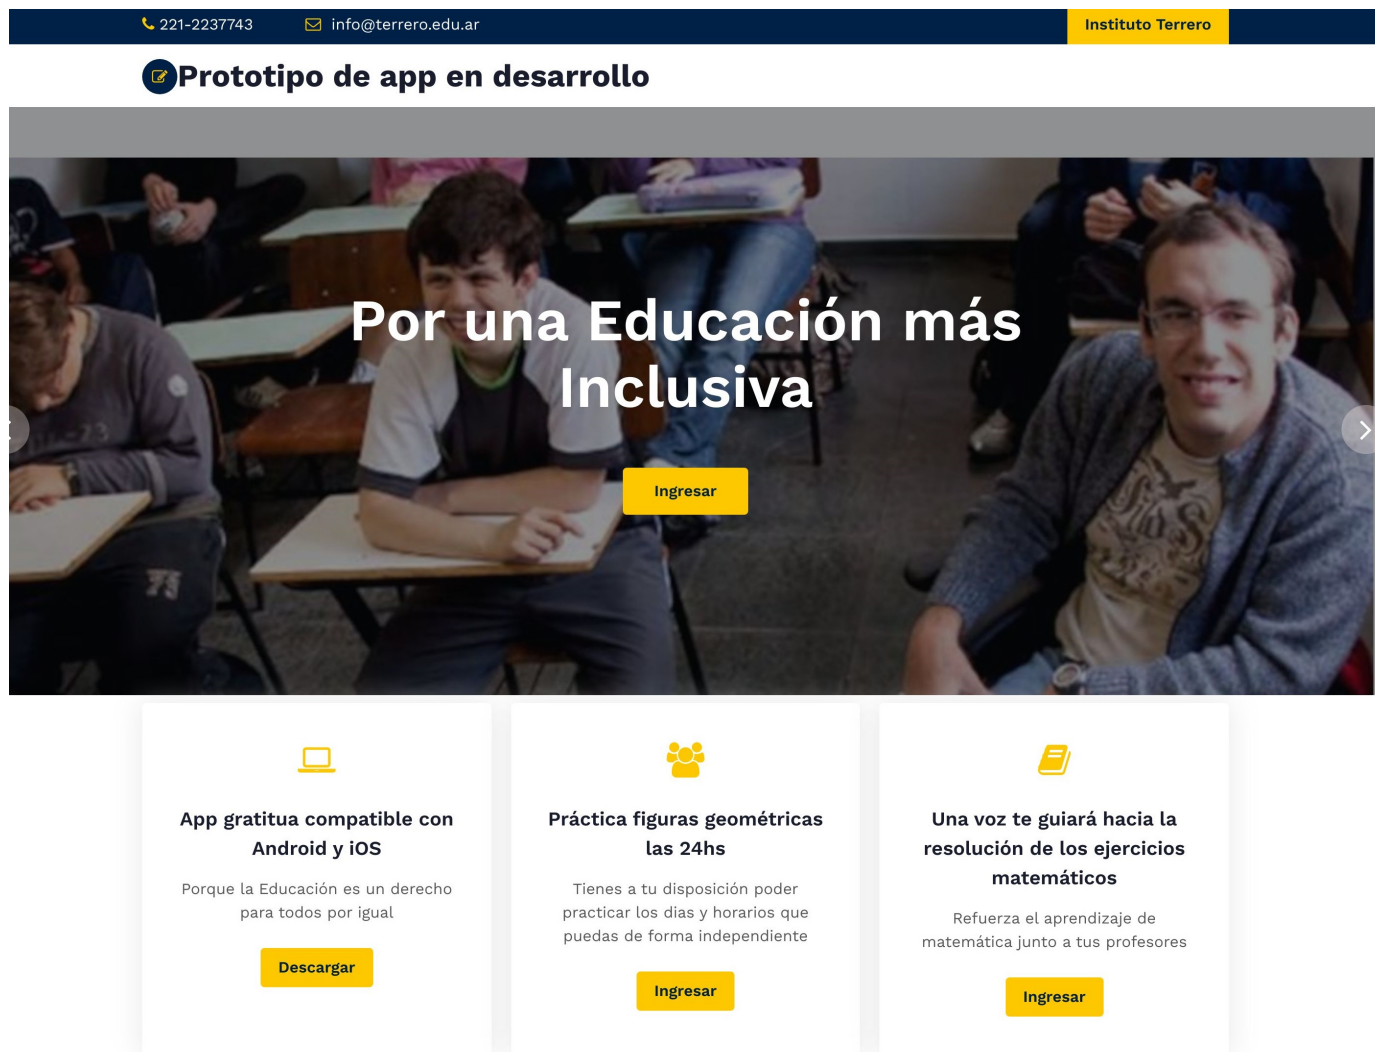 221-2237743
info@terrero.edu.ar
Instituto Terrero
Prototipo de app en desarrollo
Por una Educación más
Inclusiva
Ingresar
App gratitua compatible con
Android y iOS
Porque la Educación es un derecho
para todos por igual
Descargar
Práctica figuras geométricas
las 24hs
Tienes a tu disposición poder
practicar los dias y horarios que
puedas de forma independiente
Ingresar
Una voz te guiará hacia la
resolución de los ejercicios
matemáticos
Refuerza el aprendizaje de
matemática junto a tus profesores
Ingresar